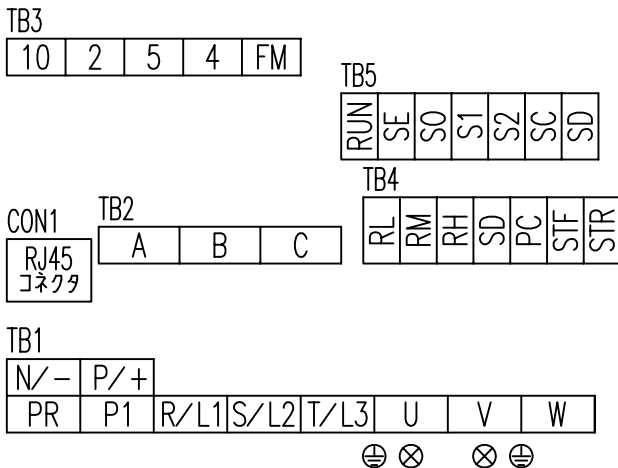 TB3
10 2 5 4 FM
TB5
RUN SE S0 S1 S2 SC SD
TB4
RL RM RH SD PC STF STR
TB2
A B C
CON1
RJ45
コネクタ
TB1
N/- P/+
PR P1 R/L1 S/L2 T/L3 U V W